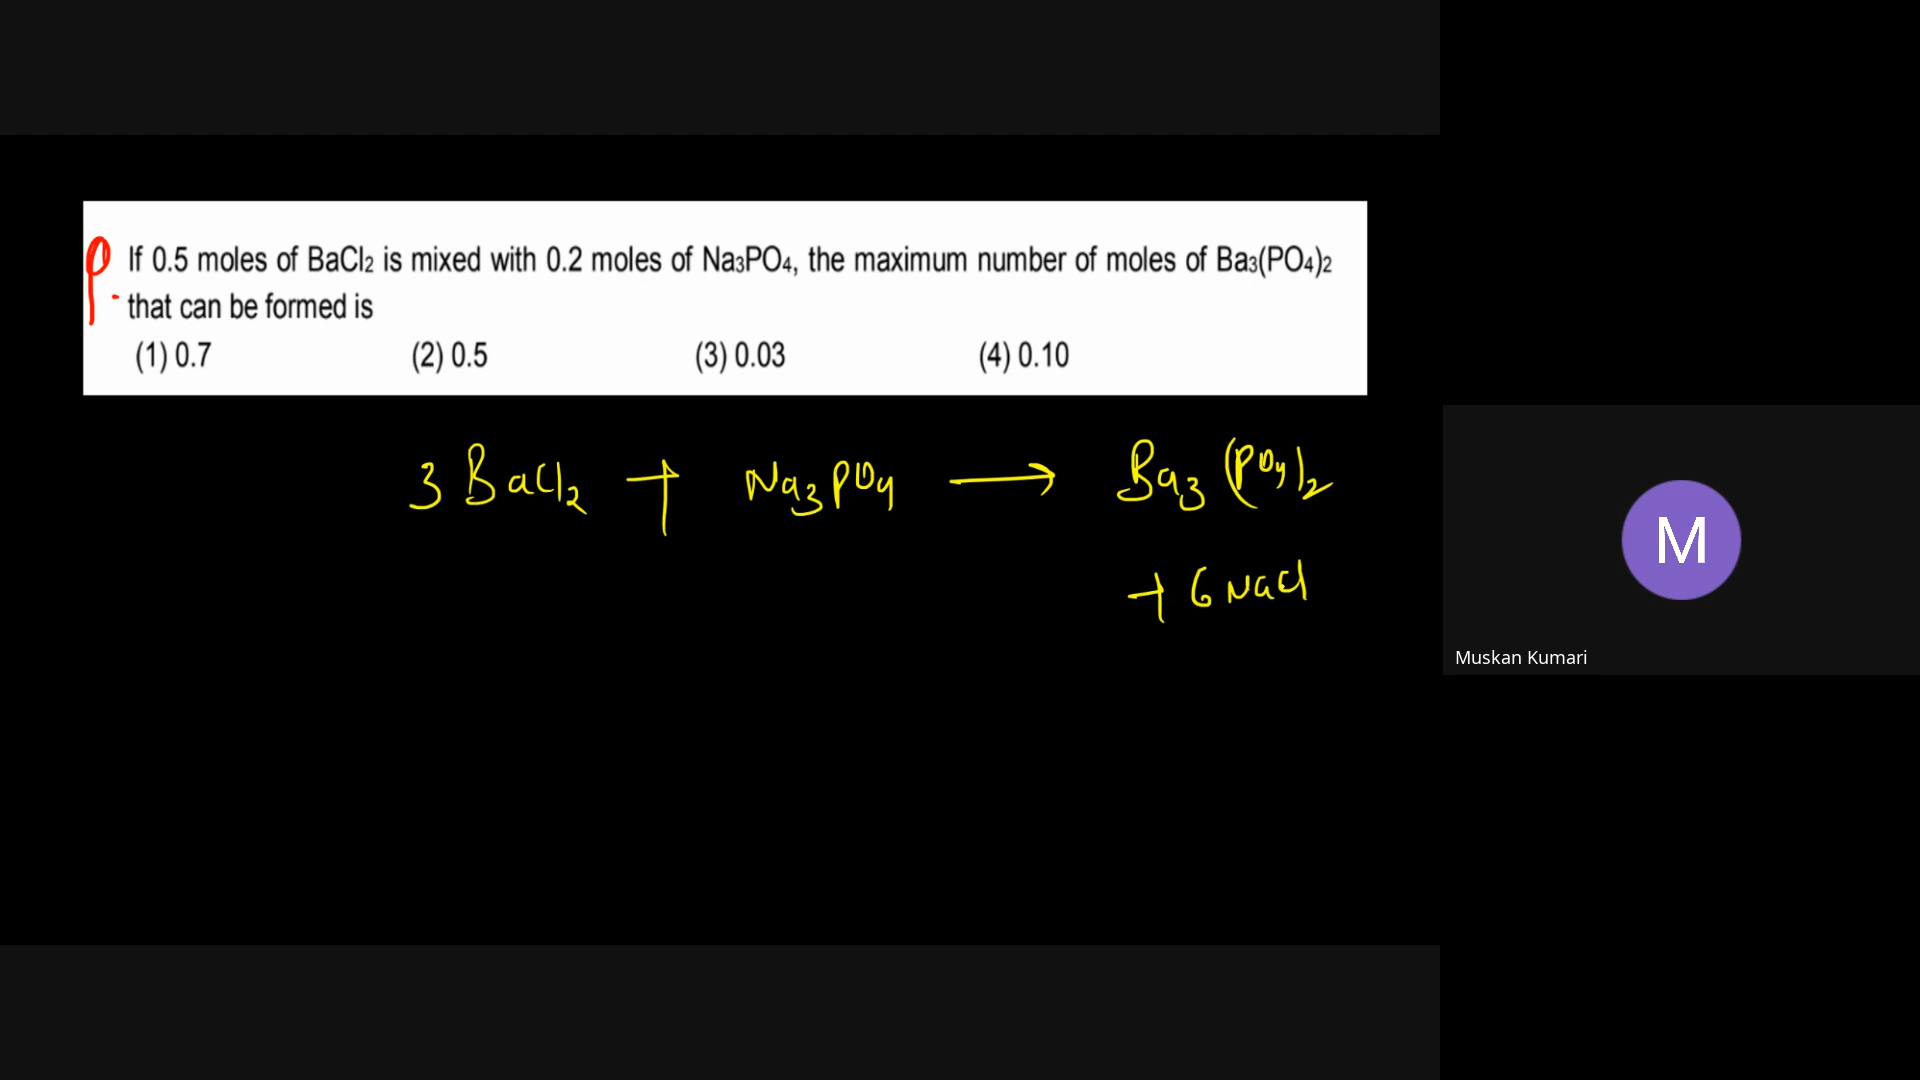 P. If 0.5 moles of BaCl₂ is mixed with 0.2 moles of Na₃PO₄, the maximum number of moles of Ba₃(PO₄)₂
that can be formed is
(1) 0.7 (2) 0.5 (3) 0.03 (4) 0.10
3 BaCl₂ + Na₃PO₄ ⟶ Ba₃(PO₄)₂
+ 6 NaCl
M
Muskan Kumari